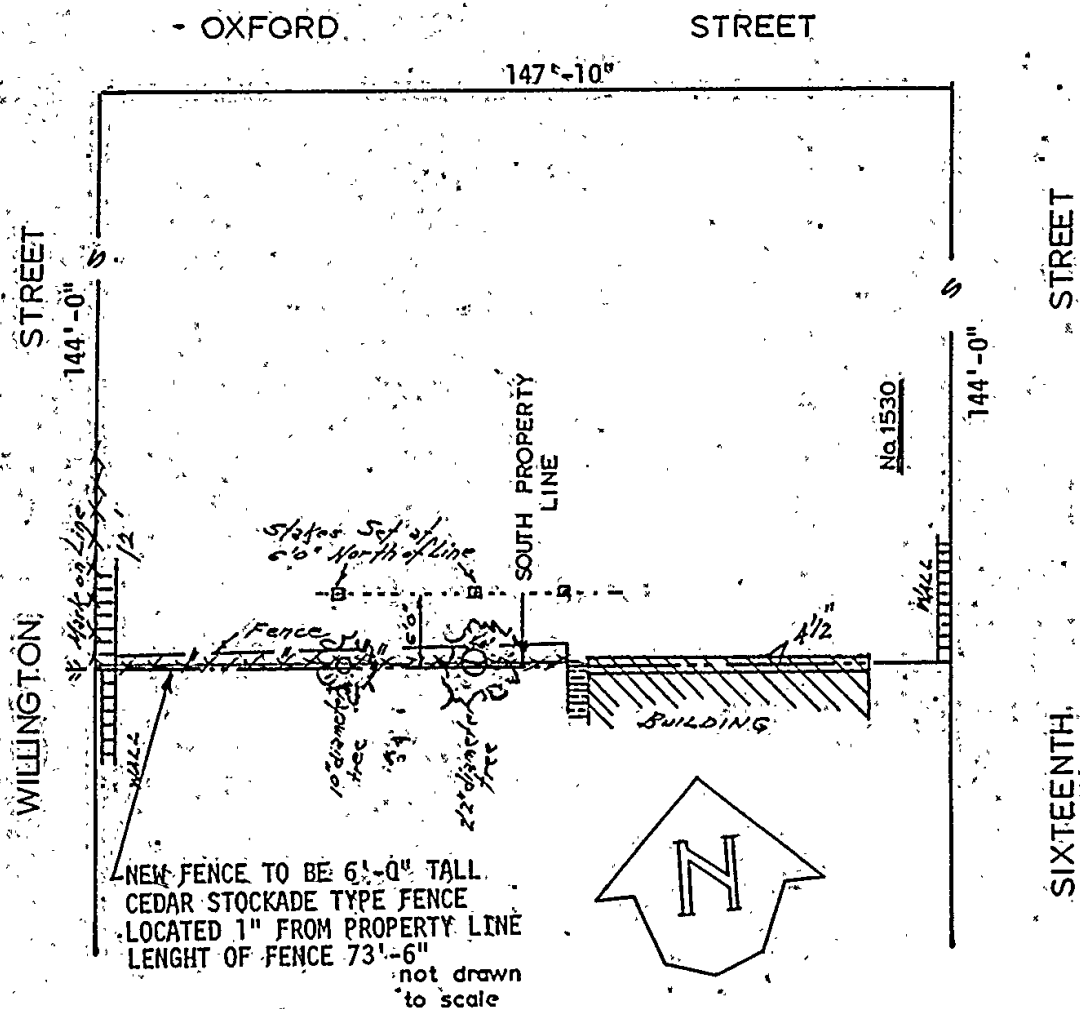 OXFORD STREET
147'-10"
STREET
144'-0"
STREET
144'-0"
No. 1530
SOUTH PROPERTY
LINE
Mark on Line
1/2"
Stakes Set at
6'0" North of Line
WALL
Fence
6'0"
4 1/2"
WILLINGTON
WALL
10" diameter
tree
22" diameter
tree
BUILDING
SIXTEENTH
N
NEW FENCE TO BE 6'-0" TALL
CEDAR STOCKADE TYPE FENCE
LOCATED 1" FROM PROPERTY LINE
LENGHT OF FENCE 73'-6"
not drawn
to scale